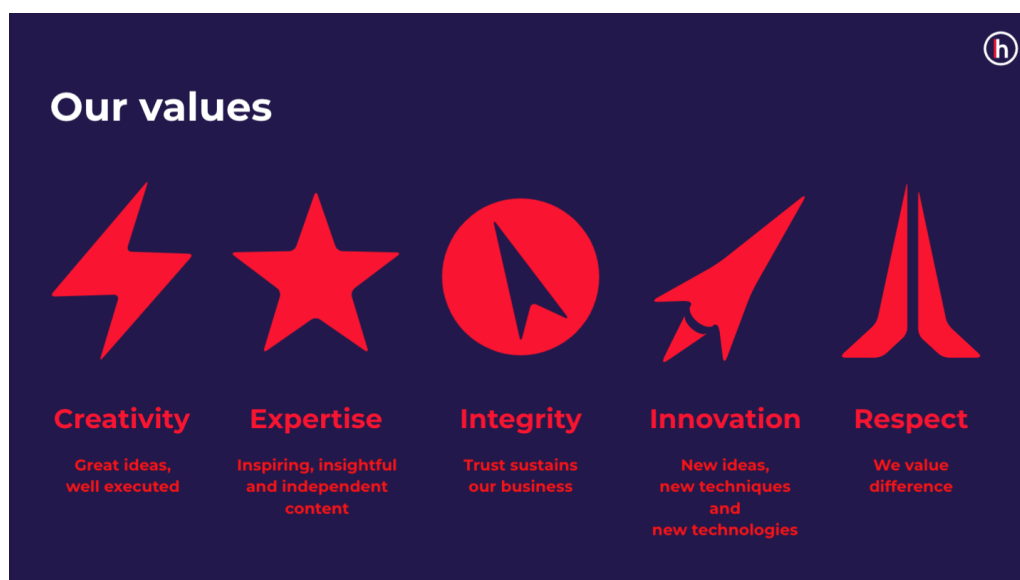 h
Our values
Creativity
Great ideas,
well executed
Expertise
Inspiring, insightful
and independent
content
Integrity
Trust sustains
our business
Innovation
New ideas,
new techniques
and
new technologies
Respect
We value
difference